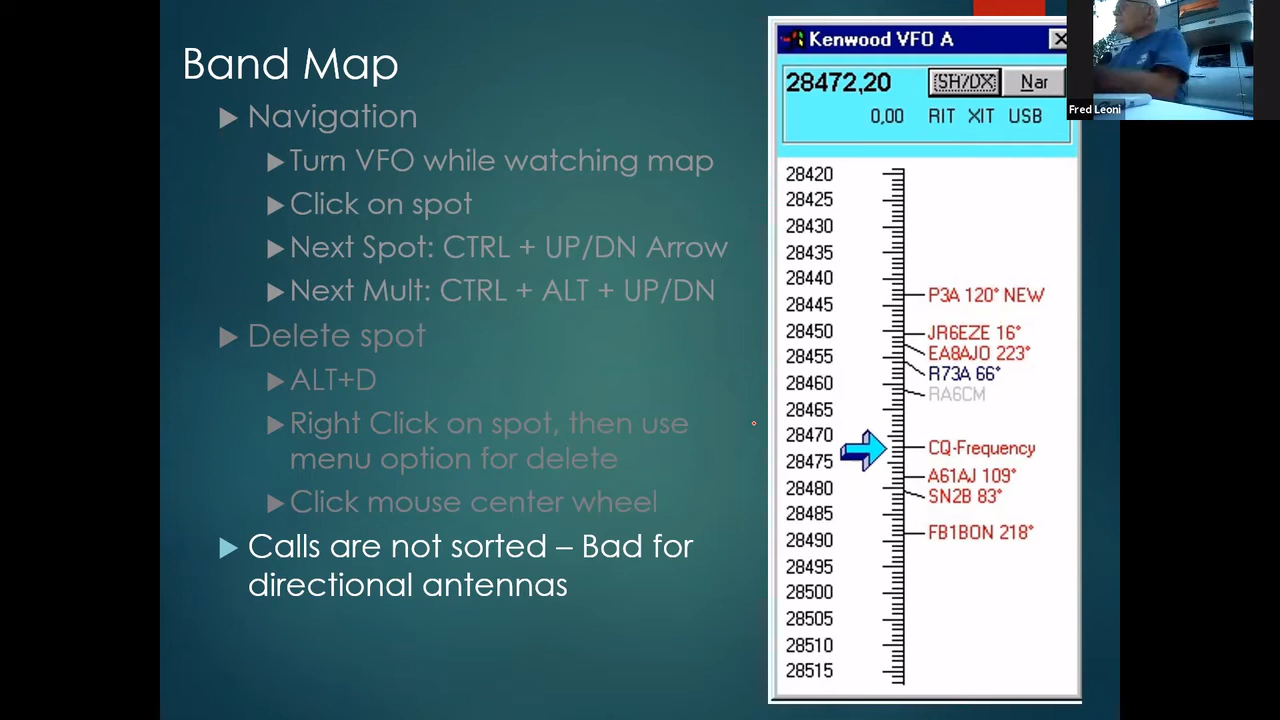 Band Map
Navigation
Turn VFO while watching map
Click on spot
Next Spot: CTRL + UP/DN Arrow
Next Mult: CTRL + ALT + UP/DN
Delete spot
ALT+D
Right Click on spot, then use
menu option for delete
Click mouse center wheel
Calls are not sorted – Bad for
directional antennas
Kenwood VFO A
28472,20 SH7DX Nar
0,00 RIT XIT USB
28420
28425
28430
28435
28440
P3A 120° NEW
28445
28450
JR6EZE 16°
EA8AJO 223°
28455
R73A 66°
28460
RA6CM
28465
28470
CQ-Frequency
28475
A61AJ 109°
28480
SN2B 83°
28485
FB1BON 218°
28490
28495
28500
28505
28510
28515
Fred Leoni